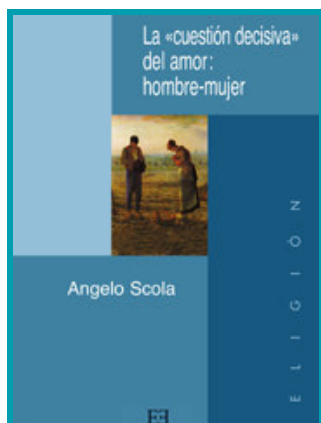 La «cuestión decisiva»
del amor:
hombre-mujer
Angelo Scola
ELIGIÓN